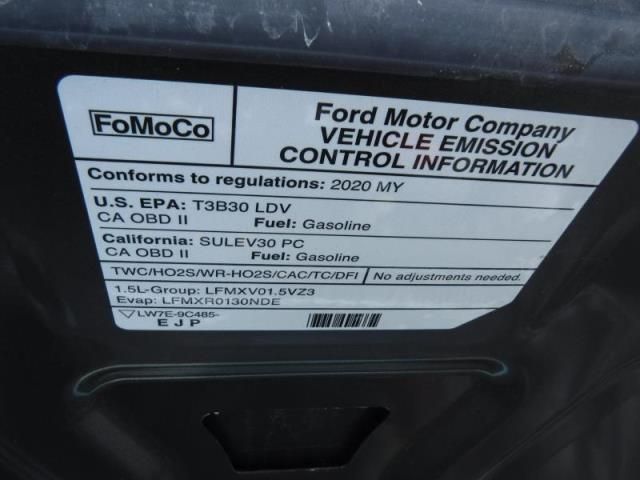 FoMoCo
Ford Motor Company
VEHICLE EMISSION
CONTROL INFORMATION
Conforms to regulations: 2020 MY
U.S. EPA: T3B30 LDV
CA OBD II Fuel: Gasoline
California: SULEV30 PC
CA OBD II Fuel: Gasoline
TWC/HO2S/WR-HO2S/CAC/TC/DFI No adjustments needed.
1.5L-Group: LFMXV01.5VZ3
Evap: LFMXR0130NDE
LW7E-9C485-
EJP